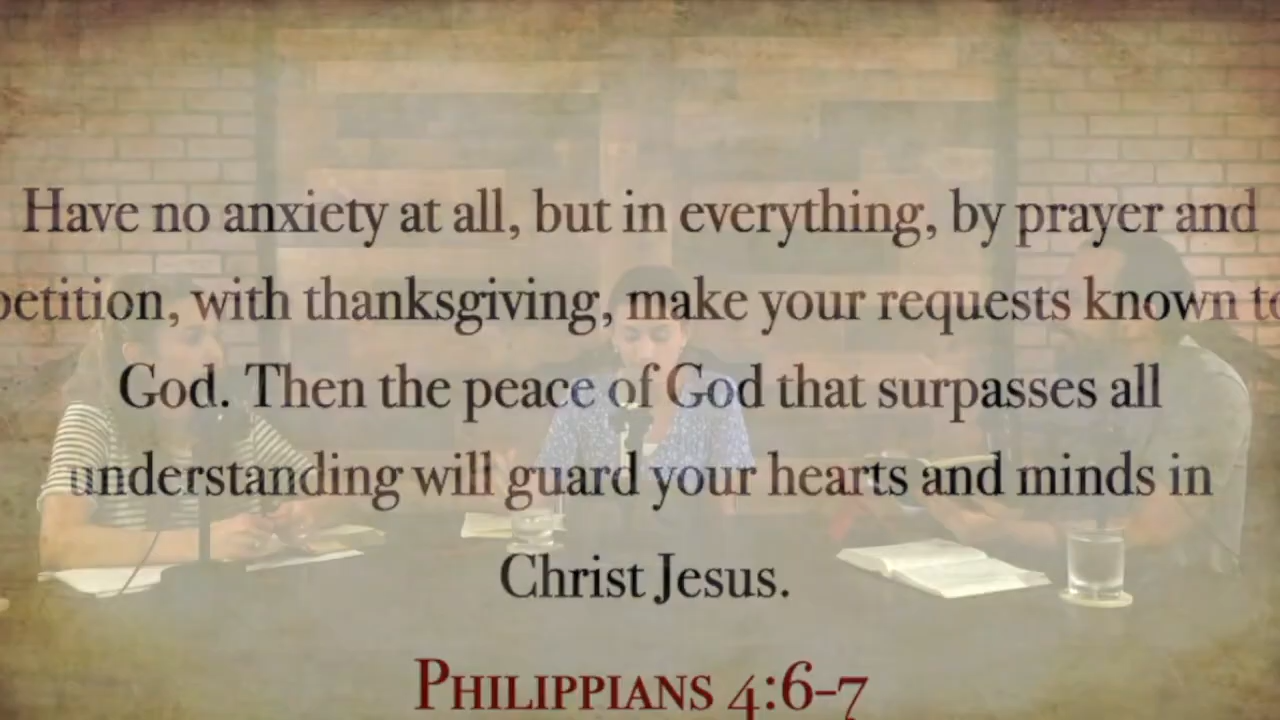 Have no anxiety at all, but in everything, by prayer and
petition, with thanksgiving, make your requests known to
God. Then the peace of God that surpasses all
understanding will guard your hearts and minds in
Christ Jesus.
Philippians 4:6-7